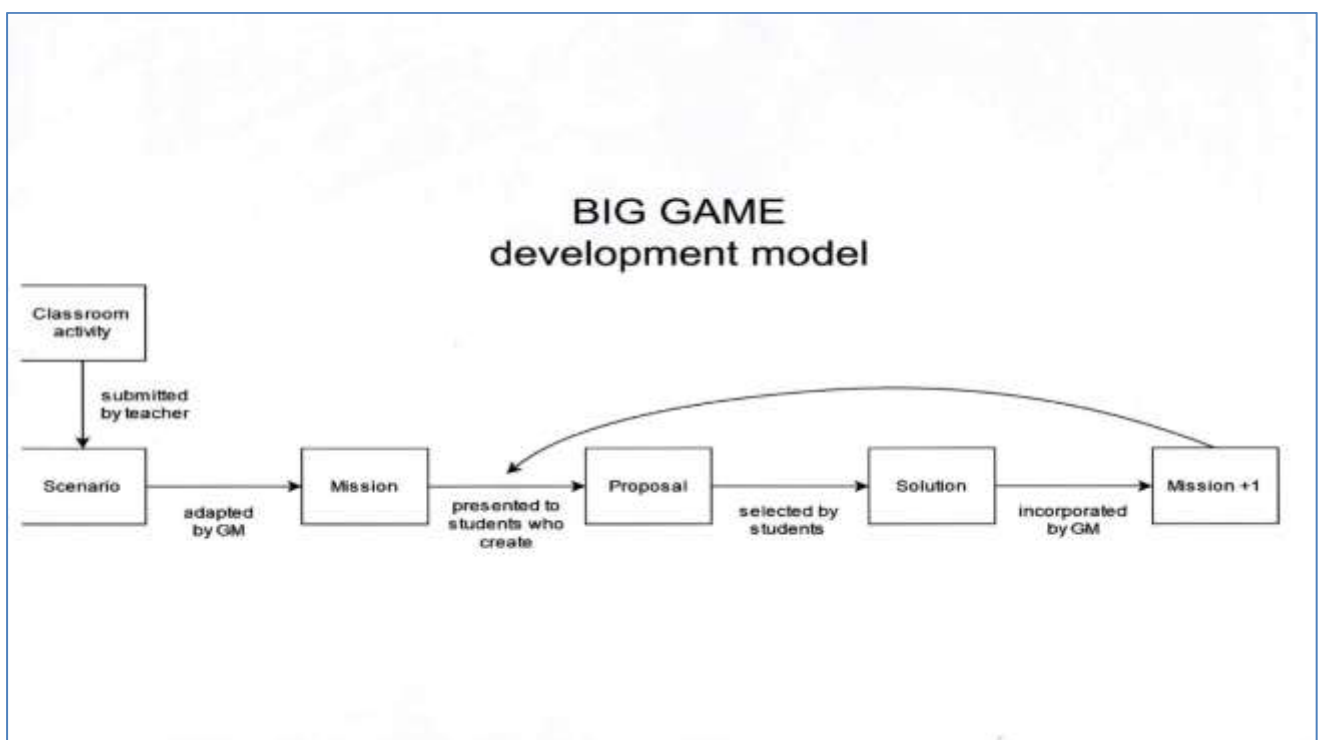 BIG GAME
development model
Classroom
activity
submitted
by teacher
Scenario
adapted
by GM
Mission
presented to
students who
create
Proposal
selected by
students
Solution
incorporated
by GM
Mission +1